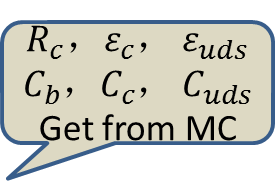 R_c, ε_c, ε_uds
C_b, C_c, C_uds
Get from MC